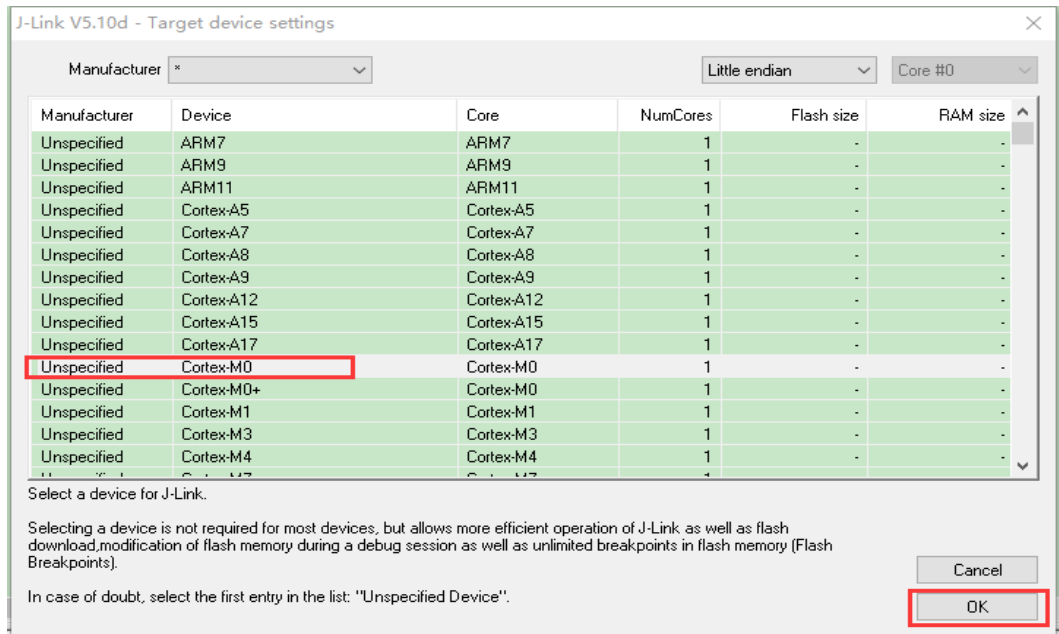 J-Link V5.10d - Target device settings
Manufacturer * Little endian Core #0
Manufacturer Device Core NumCores Flash size RAM size
Unspecified ARM7 ARM7 1 - -
Unspecified ARM9 ARM9 1 - -
Unspecified ARM11 ARM11 1 - -
Unspecified Cortex-A5 Cortex-A5 1 - -
Unspecified Cortex-A7 Cortex-A7 1 - -
Unspecified Cortex-A8 Cortex-A8 1 - -
Unspecified Cortex-A9 Cortex-A9 1 - -
Unspecified Cortex-A12 Cortex-A12 1 - -
Unspecified Cortex-A15 Cortex-A15 1 - -
Unspecified Cortex-A17 Cortex-A17 1 - -
Unspecified Cortex-M0 Cortex-M0 1 - -
Unspecified Cortex-M0+ Cortex-M0 1 - -
Unspecified Cortex-M1 Cortex-M1 1 - -
Unspecified Cortex-M3 Cortex-M3 1 - -
Unspecified Cortex-M4 Cortex-M4 1 - -
Select a device for J-Link.
Selecting a device is not required for most devices, but allows more efficient operation of J-Link as well as flash
download,modification of flash memory during a debug session as well as unlimited breakpoints in flash memory (Flash
Breakpoints).
Cancel
In case of doubt, select the first entry in the list: "Unspecified Device".
OK